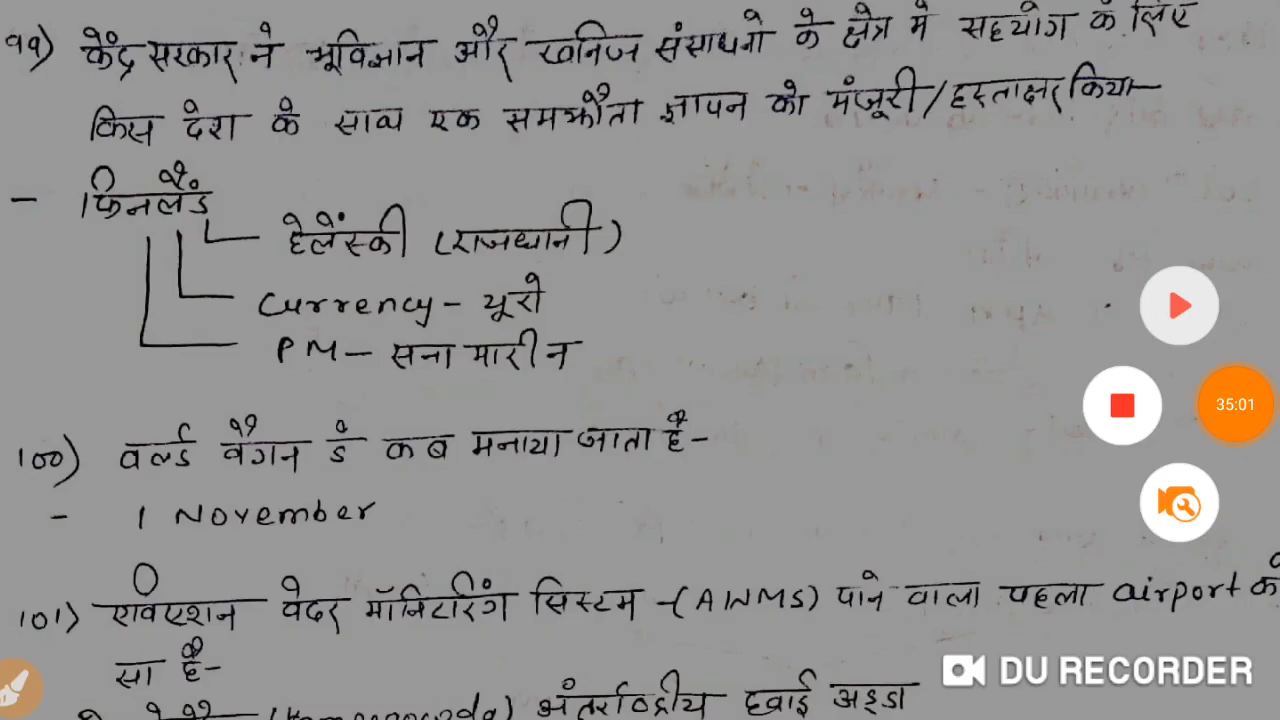 99) केंद्र सरकार ने भूविज्ञान और खनिज संसाधनो के क्षेत्र मे सहयोग के लिए
किस देश के साथ एक समझौता ज्ञापन को मंजूरी/हस्ताक्षर किया-
- फिनलैंड
हेलेंस्की (राजधानी)
Currency - यूरो
PM - सना मारीन
100) वर्ल्ड वैगन डे कब मनाया जाता है -
- 1 November
101) एविएशन वेदर मॉनिटरिंग सिस्टम -(AWMS) पाने वाला पहला airport को
सा है-
अंतर्राष्ट्रीय हवाई अड्डा
35:01
DU RECORDER